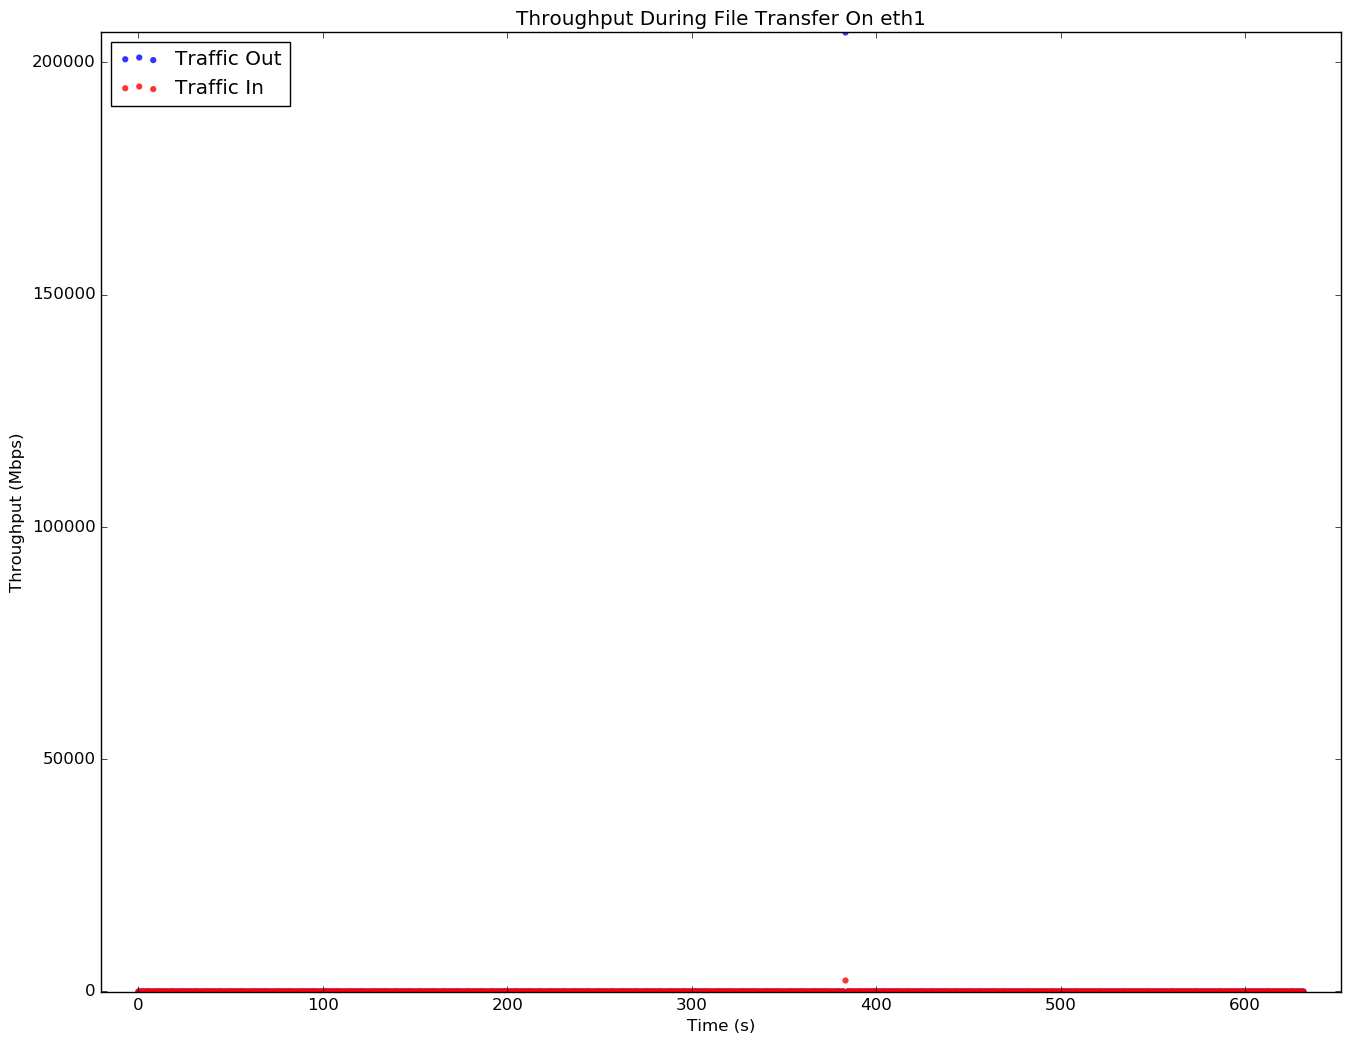 Throughput During File Transfer On eth1
Traffic Out
Traffic In
200000
150000
100000
50000
0
Throughput (Mbps)
0 100 200 300 400 500 600
Time (s)